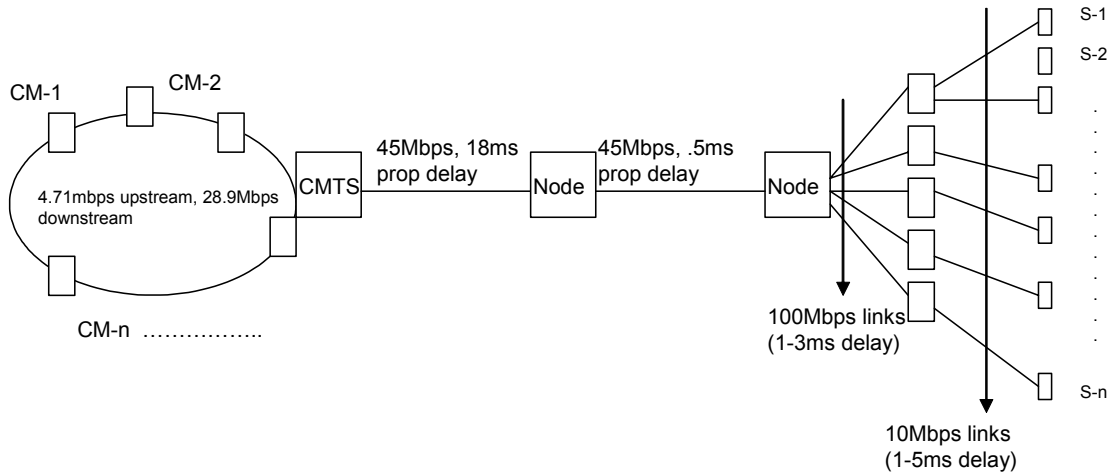 CM-1
CM-2
4.71mbps upstream, 28.9Mbps
downstream
CM-n ................
CMTS
45Mbps, 18ms
prop delay
Node
45Mbps, .5ms
prop delay
Node
100Mbps links
(1-3ms delay)
10Mbps links
(1-5ms delay)
S-1
S-2
.
.
.
.
.
.
.
.
.
.
S-n